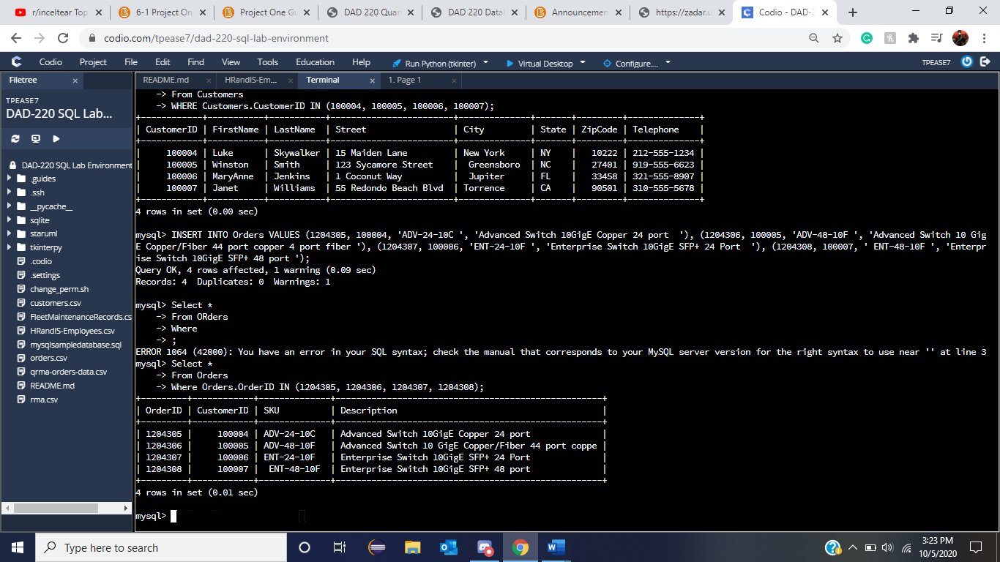 r/inceltear Top
6-1 Project On
Project One Gu
DAD 220 Quan
DAD 220 Datab
Announcemen
https://zadar.u
Codio - DAD-2
codio.com/tpease7/dad-220-sql-lab-environment
Codio Project File Edit Find View Tools Education Help Run Python (tkinter) Virtual Desktop Configure.... TPEASE7
Filetree
README.md HRandIS-Em... Terminal 1. Page 1
TPEASE7
DAD-220 SQL Lab...
DAD-220 SQL Lab Environment
.guides
.ssh
__pycache__
sqlite
staruml
tkinterpy
.codio
.settings
change_perm.sh
customers.csv
FleetMaintenanceRecords.cs
HRandIS-Employees.csv
mysqlsampledatabase.sql
orders.csv
qrma-orders-data.csv
README.md
rma.csv
-> From Customers
-> WHERE Customers.CustomerID IN (100004, 100005, 100006, 100007);
| CustomerID | FirstName | LastName | Street | City | State | ZipCode | Telephone |
| 100004 | Luke | Skywalker | 15 Maiden Lane | New York | NY | 10222 | 212-555-1234 |
| 100005 | Winston | Smith | 123 Sycamore Street | Greensboro | NC | 27401 | 919-555-6623 |
| 100006 | MaryAnne | Jenkins | 1 Coconut Way | Jupiter | FL | 33458 | 321-555-8907 |
| 100007 | Janet | Williams | 55 Redondo Beach Blvd | Torrence | CA | 90501 | 310-555-5678 |
4 rows in set (0.00 sec)
mysql> INSERT INTO Orders VALUES (1204305, 100004, 'ADV-24-10C ', 'Advanced Switch 10GigE Copper 24 port  '), (1204306, 100005, 'ADV-48-10F ', 'Advanced Switch 10 Gig
E Copper/Fiber 44 port copper 4 port fiber '), (1204307, 100006, 'ENT-24-10F ', 'Enterprise Switch 10GigE SFP+ 24 Port  '), (1204308, 100007, ' ENT-48-10F ', 'Enterpr
ise Switch 10GigE SFP+ 48 port ');
Query OK, 4 rows affected, 1 warning (0.09 sec)
Records: 4  Duplicates: 0  Warnings: 1
mysql> Select *
-> From ORders
-> Where
-> ;
ERROR 1064 (42000): You have an error in your SQL syntax; check the manual that corresponds to your MySQL server version for the right syntax to use near '' at line 3
mysql> Select *
-> From Orders
-> Where Orders.OrderID IN (1204305, 1204306, 1204307, 1204308);
| OrderID | CustomerID | SKU | Description |
| 1204305 | 100004 | ADV-24-10C | Advanced Switch 10GigE Copper 24 port |
| 1204306 | 100005 | ADV-48-10F | Advanced Switch 10 GigE Copper/Fiber 44 port coppe |
| 1204307 | 100006 | ENT-24-10F | Enterprise Switch 10GigE SFP+ 24 Port |
| 1204308 | 100007 | ENT-48-10F | Enterprise Switch 10GigE SFP+ 48 port |
4 rows in set (0.01 sec)
mysql>
Type here to search
3:23 PM
10/5/2020